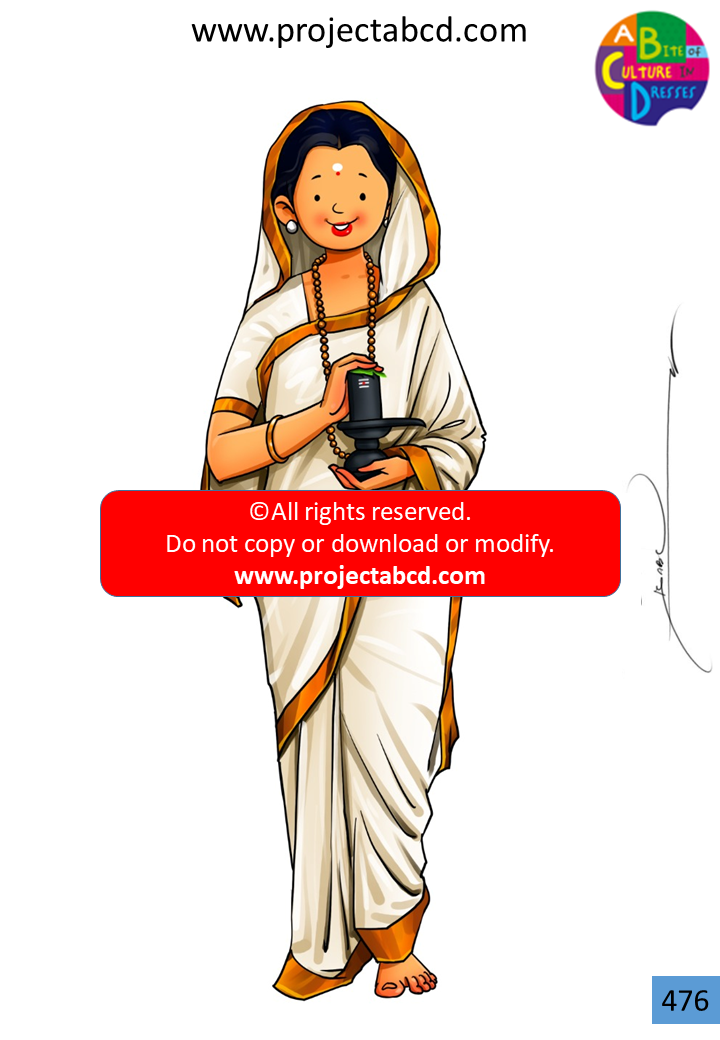 www.projectabcd.com
A BITE OF
CULTURE IN
DRESSES
©All rights reserved.
Do not copy or download or modify.
www.projectabcd.com
476